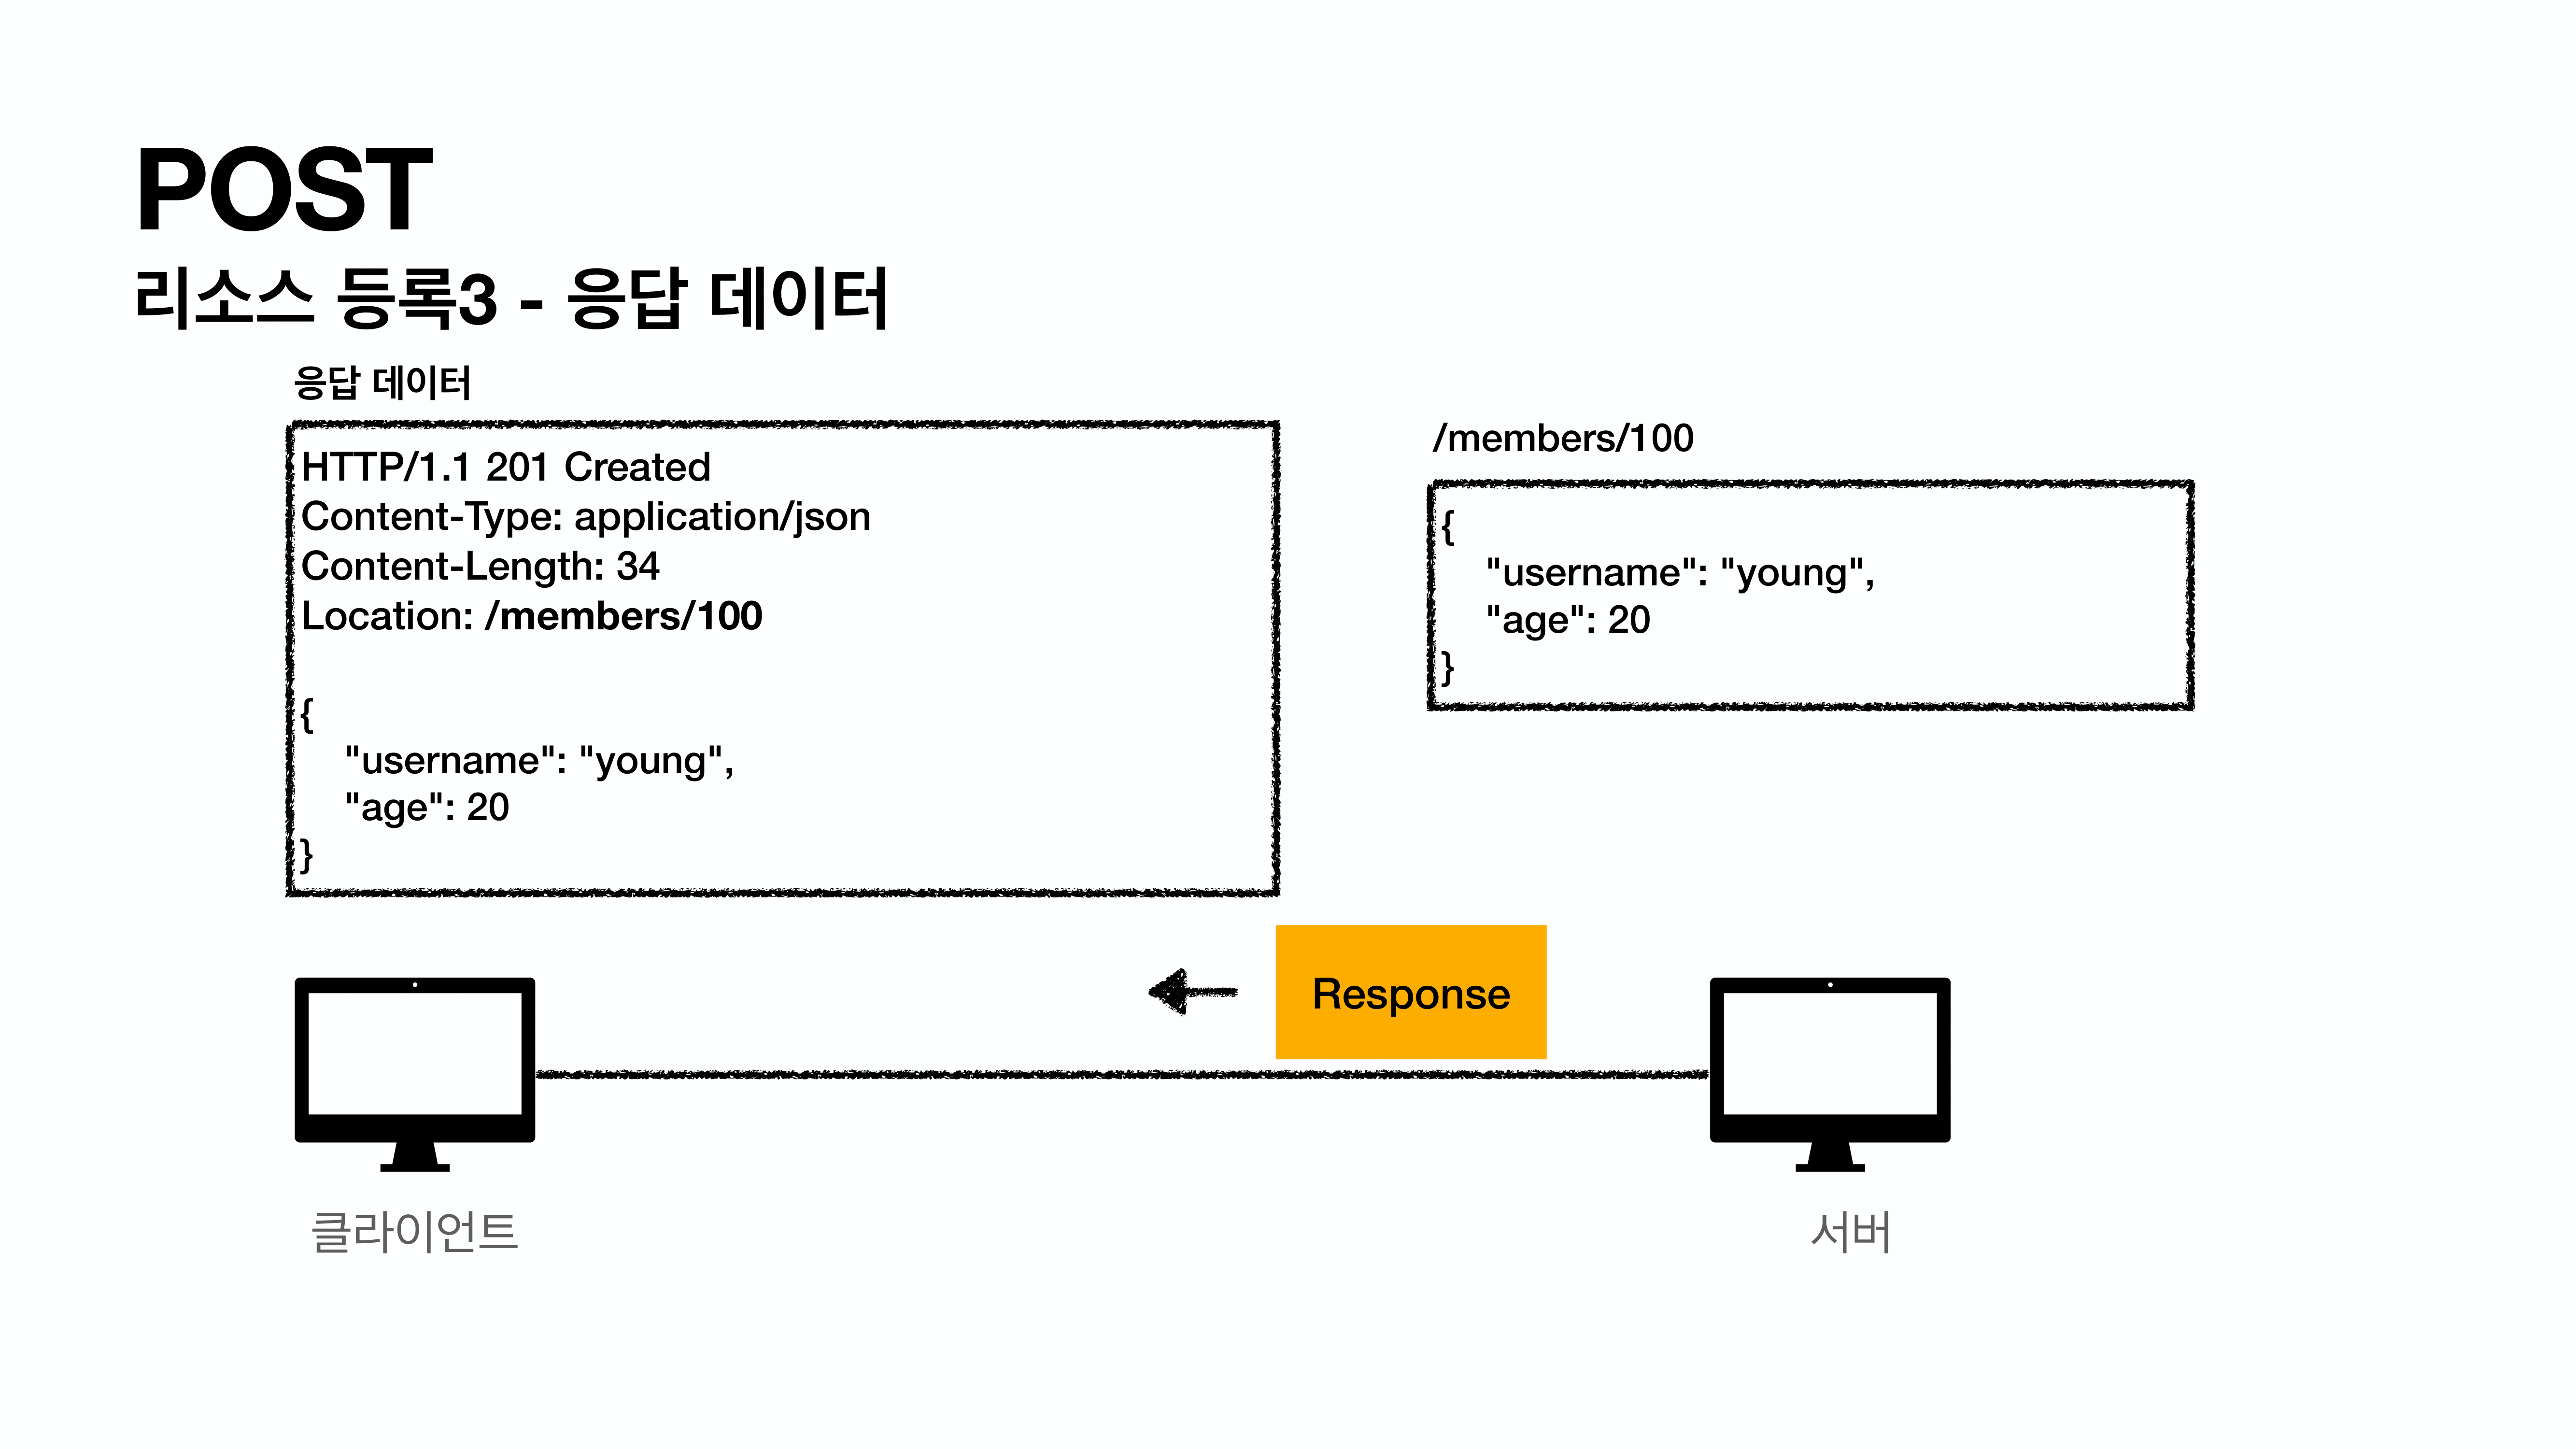 POST
리소스 등록3 - 응답 데이터
응답 데이터
HTTP/1.1 201 Created
Content-Type: application/json
Content-Length: 34
Location: /members/100
{
"username": "young",
"age": 20
}
/members/100
{
"username": "young",
"age": 20
}
Response
클라이언트
서버